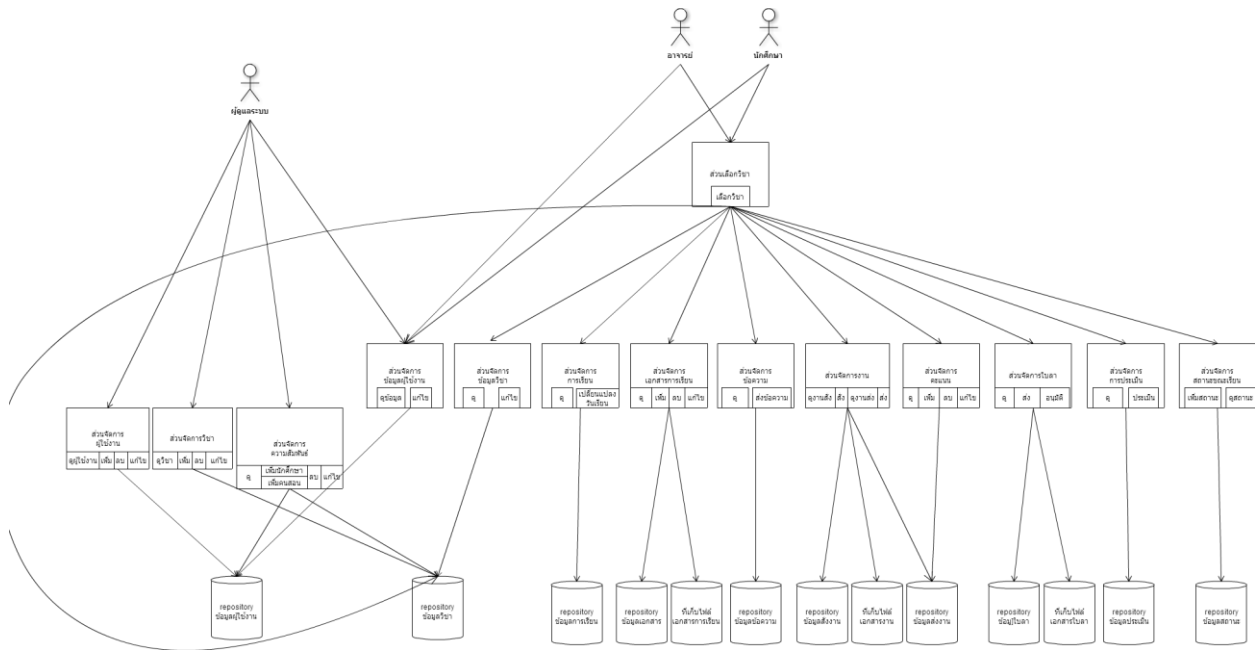 อาจารย์
นักศึกษา
ผู้ดูแลระบบ
ส่วนเลือกวิชา
เลือกวิชา
ส่วนจัดการ
ข้อมูลผู้ใช้งาน
ดูข้อมูล
แก้ไข
ส่วนจัดการ
ข้อมูลวิชา
ดู
แก้ไข
ส่วนจัดการ
การเรียน
ดู
เปลี่ยนแปลง
วันเรียน
ส่วนจัดการ
เอกสารการเรียน
ดู
เพิ่ม
ลบ
แก้ไข
ส่วนจัดการ
ข้อความ
ดู
ส่งข้อความ
ส่วนจัดการงาน
ดูงานสั่ง
สั่ง
ดูงานส่ง
ส่ง
ส่วนจัดการ
คะแนน
ดู
เพิ่ม
ลบ
แก้ไข
ส่วนจัดการใบลา
ดู
ส่ง
อนุมัติ
ส่วนจัดการ
การประเมิน
ดู
ประเมิน
ส่วนจัดการ
สถานะขณะเรียน
เพิ่มสถานะ
ดูสถานะ
ส่วนจัดการ
ผู้ใช้งาน
ดูผู้ใช้งาน
เพิ่ม
ลบ
แก้ไข
ส่วนจัดการวิชา
ดูวิชา
เพิ่ม
ลบ
แก้ไข
ส่วนจัดการ
ความสัมพันธ์
ดู
เพิ่มนักศึกษา
เพิ่มคนสอน
ลบ
แก้ไข
repository
ข้อมูลผู้ใช้งาน
repository
ข้อมูลวิชา
repository
ข้อมูลการเรียน
repository
ข้อมูลเอกสาร
ที่เก็บไฟล์
เอกสารการเรียน
repository
ข้อมูลข้อความ
repository
ข้อมูลสั่งงาน
ที่เก็บไฟล์
เอกสารงาน
repository
ข้อมูลส่งงาน
repository
ที่เก็บไฟล์
เอกสารใบลา
repository
ข้อมูลประเมิน
repository
ข้อมูลสถานะ